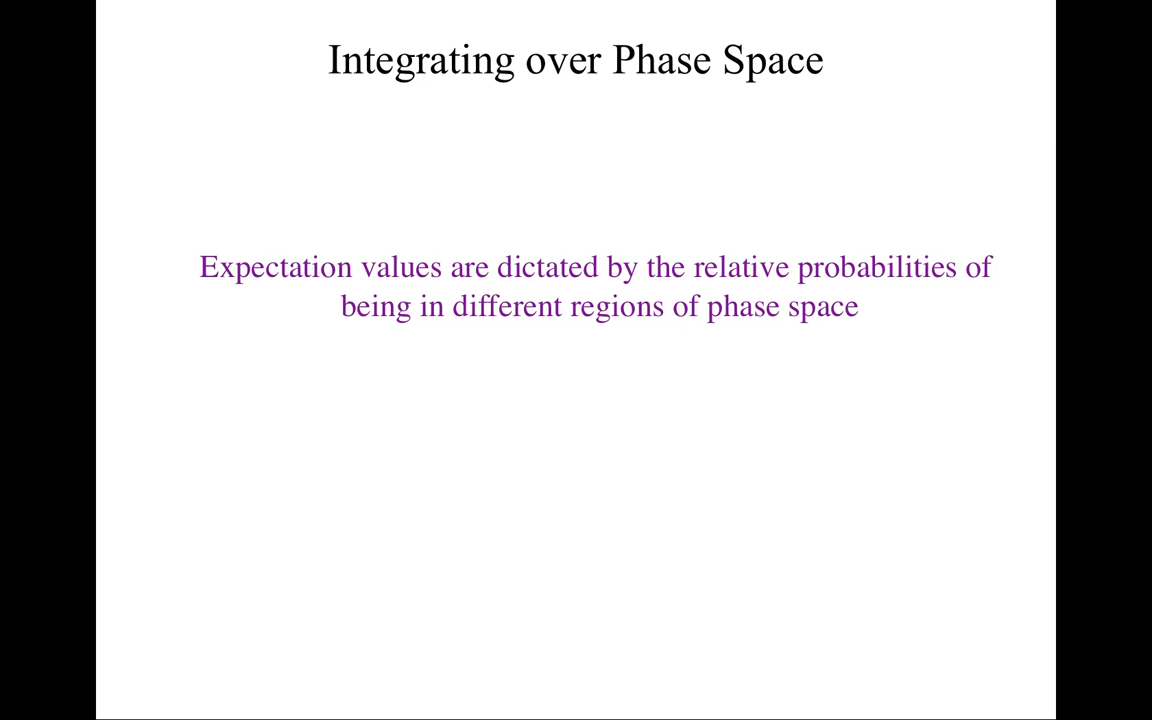 Integrating over Phase Space
Expectation values are dictated by the relative probabilities of
being in different regions of phase space